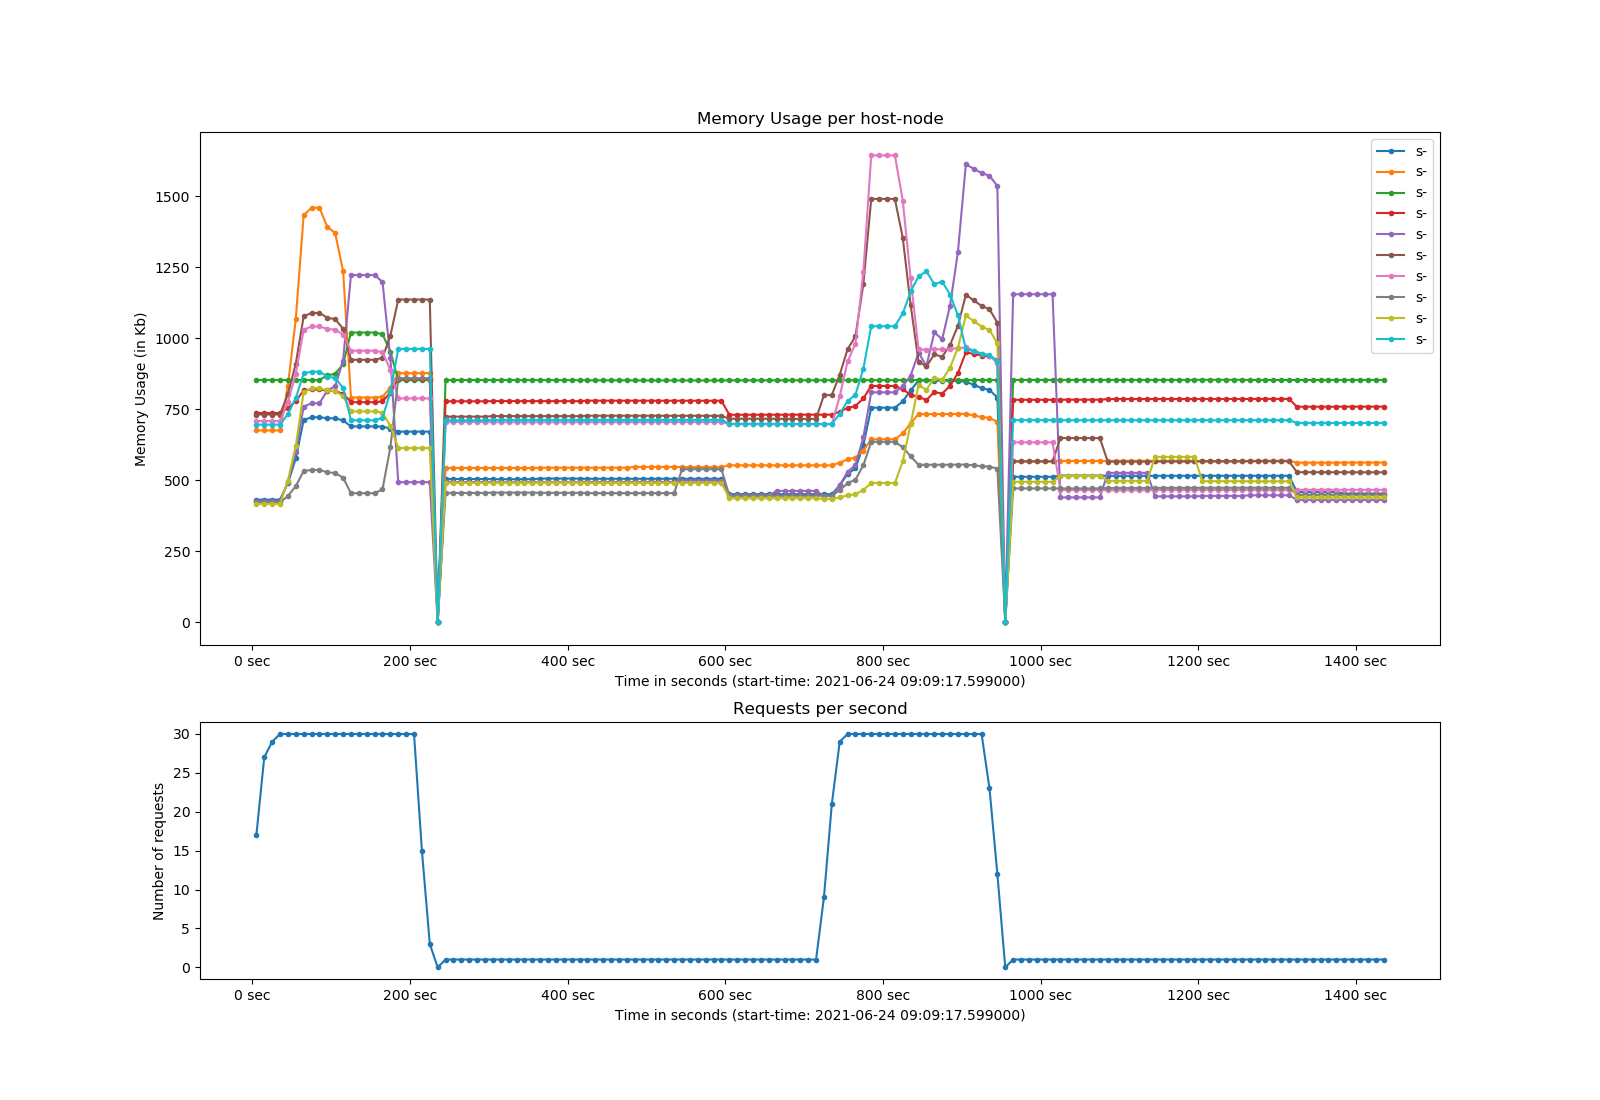 Memory Usage per host-node
Memory Usage (in Kb)
1500
1250
1000
750
500
250
0
s-
s-
s-
s-
s-
s-
s-
s-
s-
s-
0 sec 200 sec 400 sec 600 sec 800 sec 1000 sec 1200 sec 1400 sec
Time in seconds (start-time: 2021-06-24 09:09:17.599000)
Requests per second
Number of requests
30
25
20
15
10
5
0
0 sec 200 sec 400 sec 600 sec 800 sec 1000 sec 1200 sec 1400 sec
Time in seconds (start-time: 2021-06-24 09:09:17.599000)